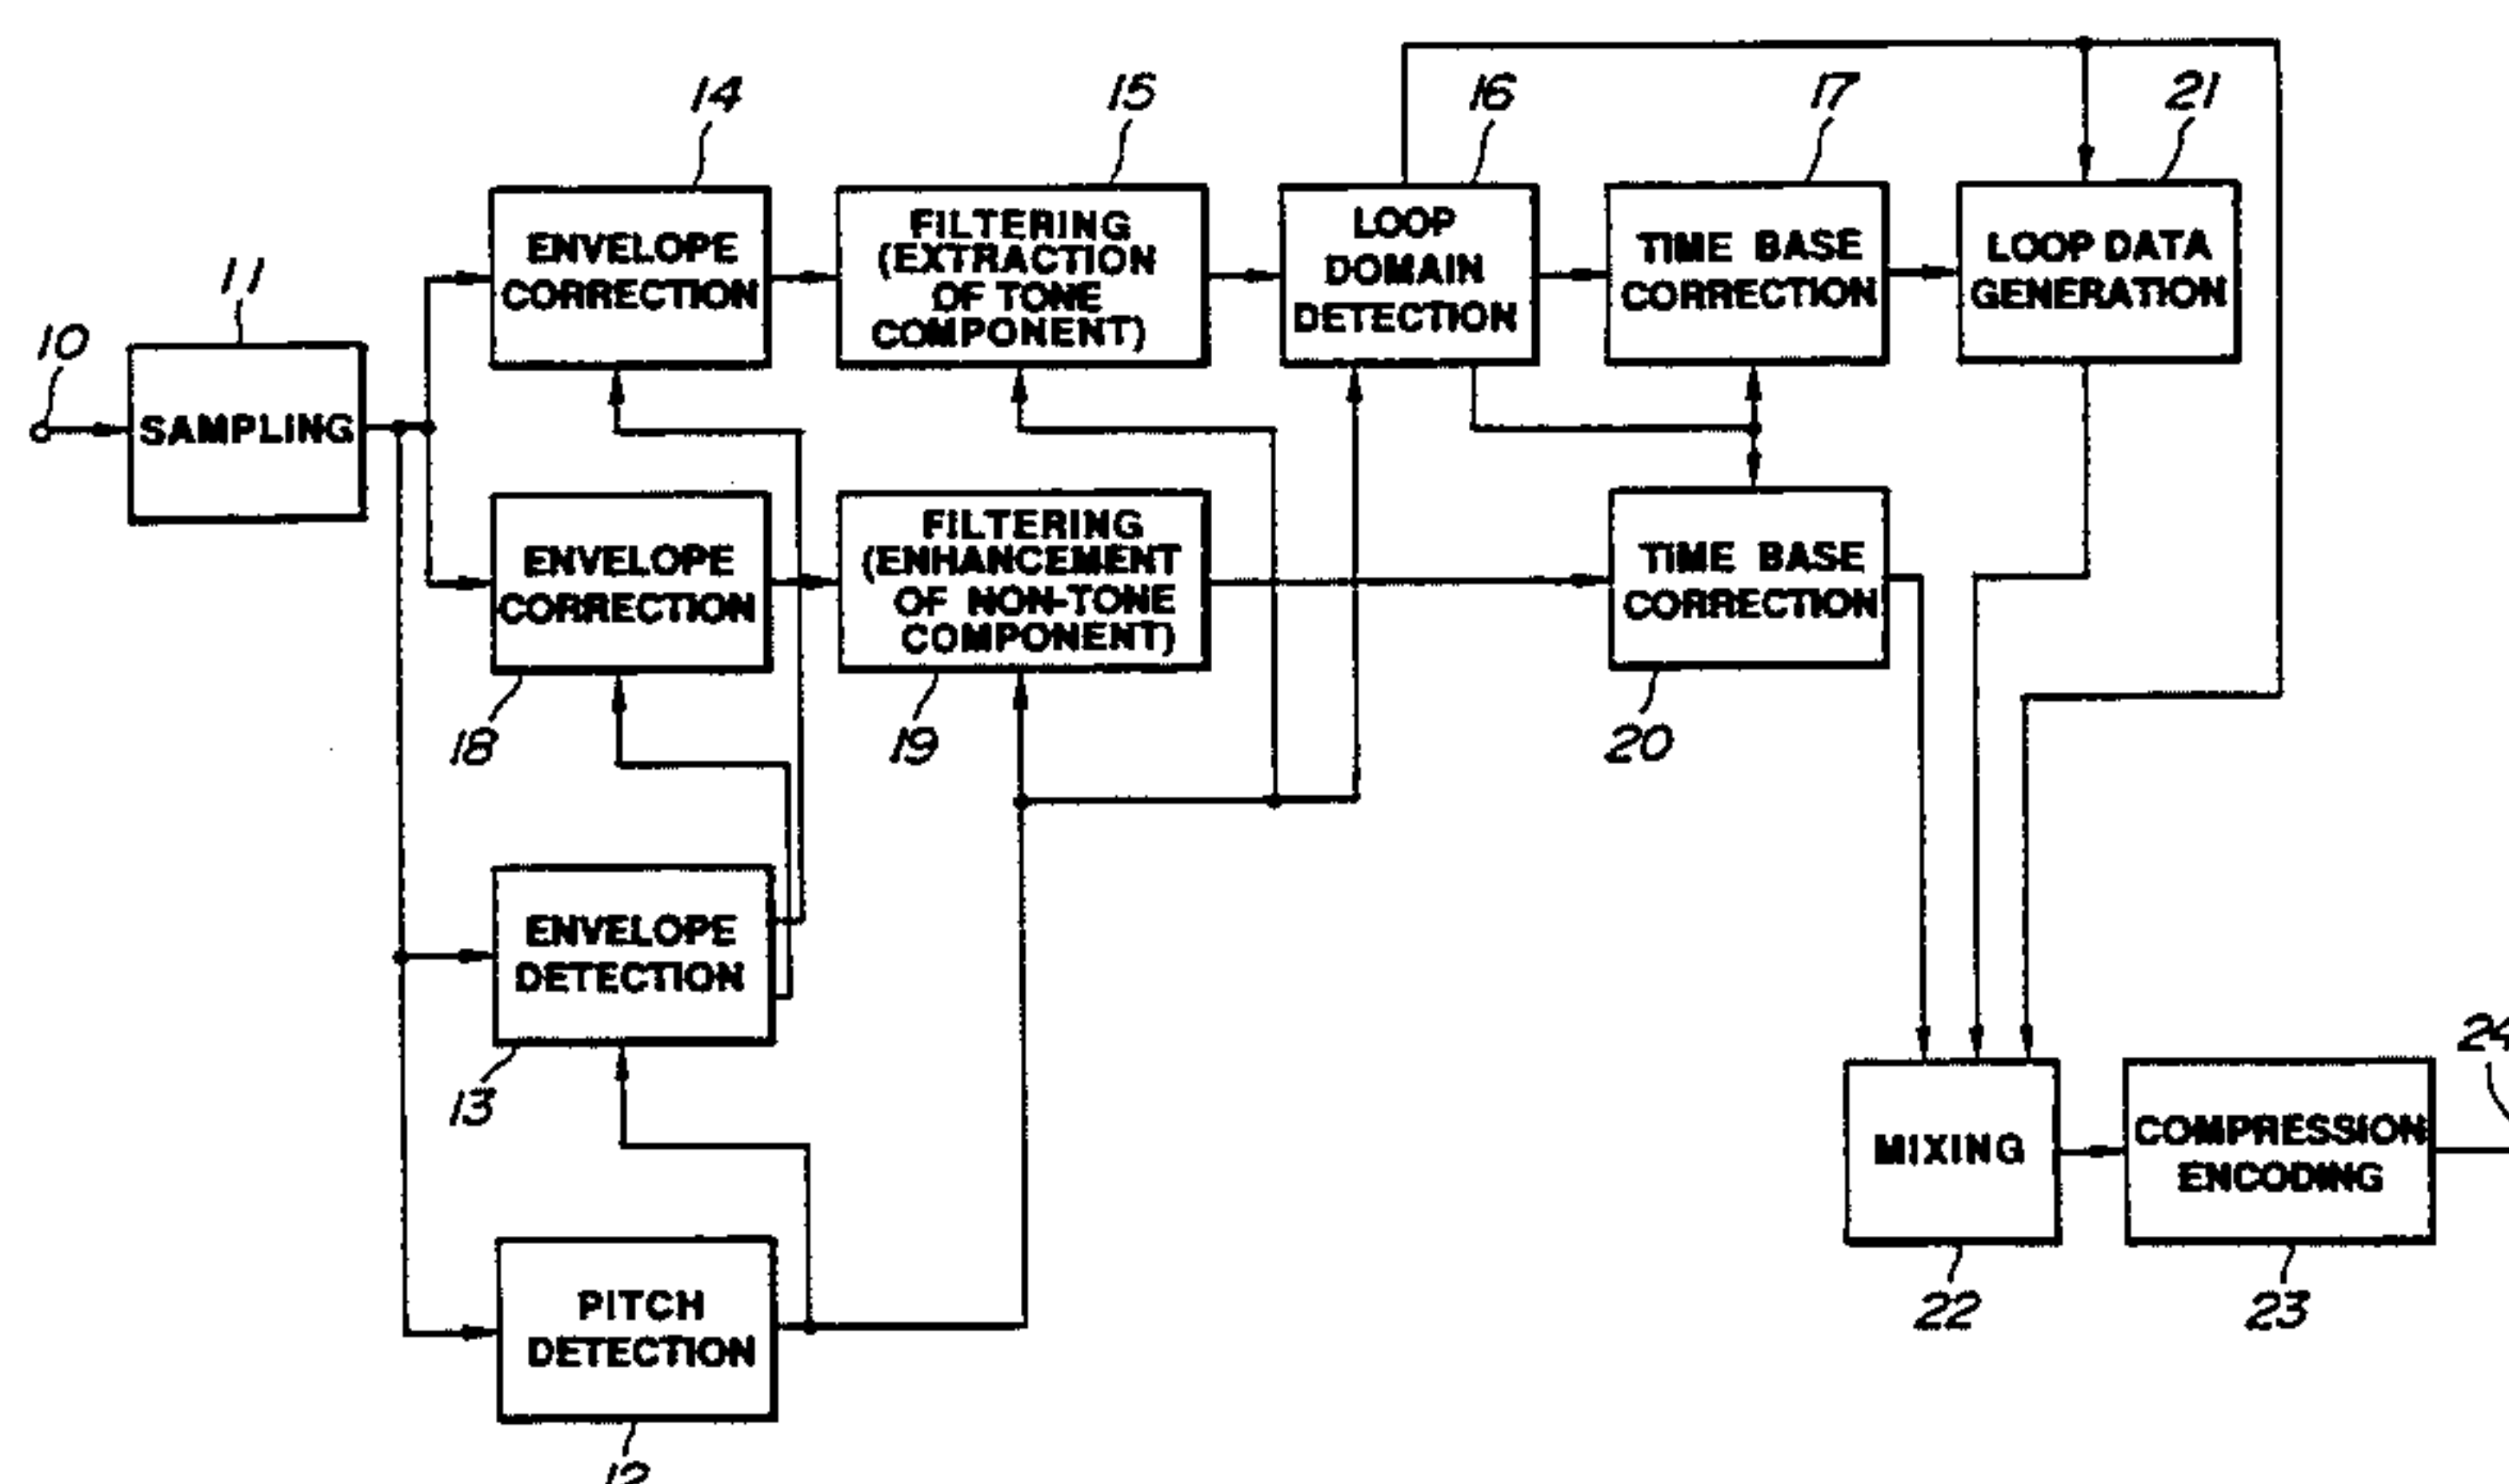 14
15
16
17
21
11
10
SAMPLING
ENVELOPE
CORRECTION
FILTERING
(EXTRACTION
OF TONE
COMPONENT)
LOOP
DOMAIN
DETECTION
TIME BASE
CORRECTION
LOOP DATA
GENERATION
ENVELOPE
CORRECTION
FILTERING
(ENHANCEMENT
OF NON-TONE
COMPONENT)
TIME BASE
CORRECTION
18
19
20
ENVELOPE
DETECTION
13
24
MIXING
COMPRESSION
ENCODING
22
23
PITCH
DETECTION
12